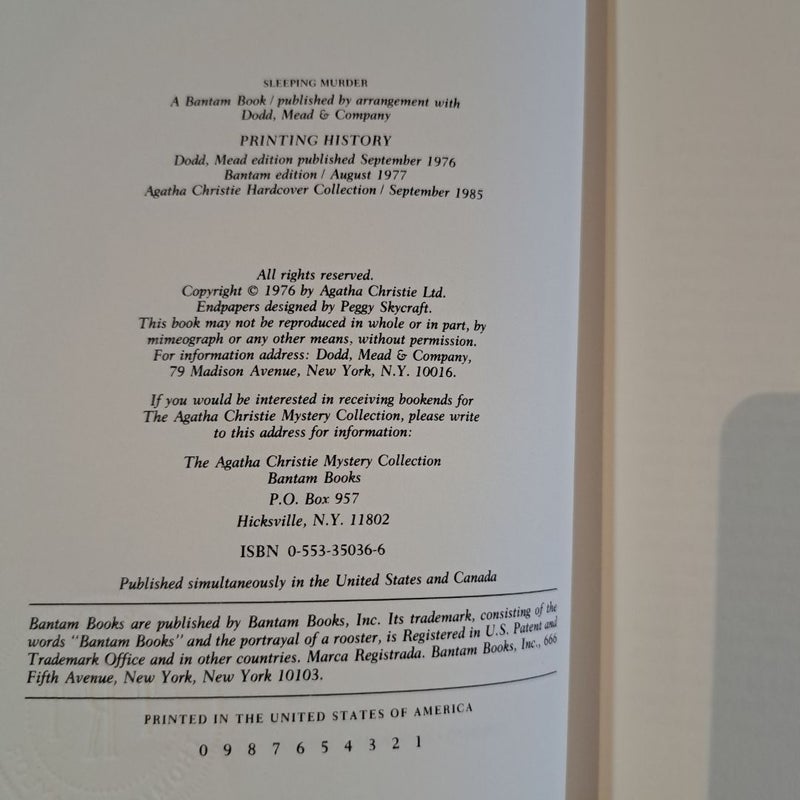 SLEEPING MURDER
A Bantam Book / published by arrangement with
Dodd, Mead & Company
PRINTING HISTORY
Dodd, Mead edition published September 1976
Bantam edition / August 1977
Agatha Christie Hardcover Collection / September 1985
All rights reserved.
Copyright © 1976 by Agatha Christie Ltd.
Endpapers designed by Peggy Skycraft.
This book may not be reproduced in whole or in part, by
mimeograph or any other means, without permission.
For information address: Dodd, Mead & Company,
79 Madison Avenue, New York, N.Y. 10016.
If you would be interested in receiving bookends for
The Agatha Christie Mystery Collection, please write
to this address for information:
The Agatha Christie Mystery Collection
Bantam Books
P.O. Box 957
Hicksville, N.Y. 11802
ISBN 0-553-35036-6
Published simultaneously in the United States and Canada
Bantam Books are published by Bantam Books, Inc. Its trademark, consisting of the
words "Bantam Books" and the portrayal of a rooster, is Registered in U.S. Patent and
Trademark Office and in other countries. Marca Registrada. Bantam Books, Inc., 666
Fifth Avenue, New York, New York 10103.
PRINTED IN THE UNITED STATES OF AMERICA
0 9 8 7 6 5 4 3 2 1